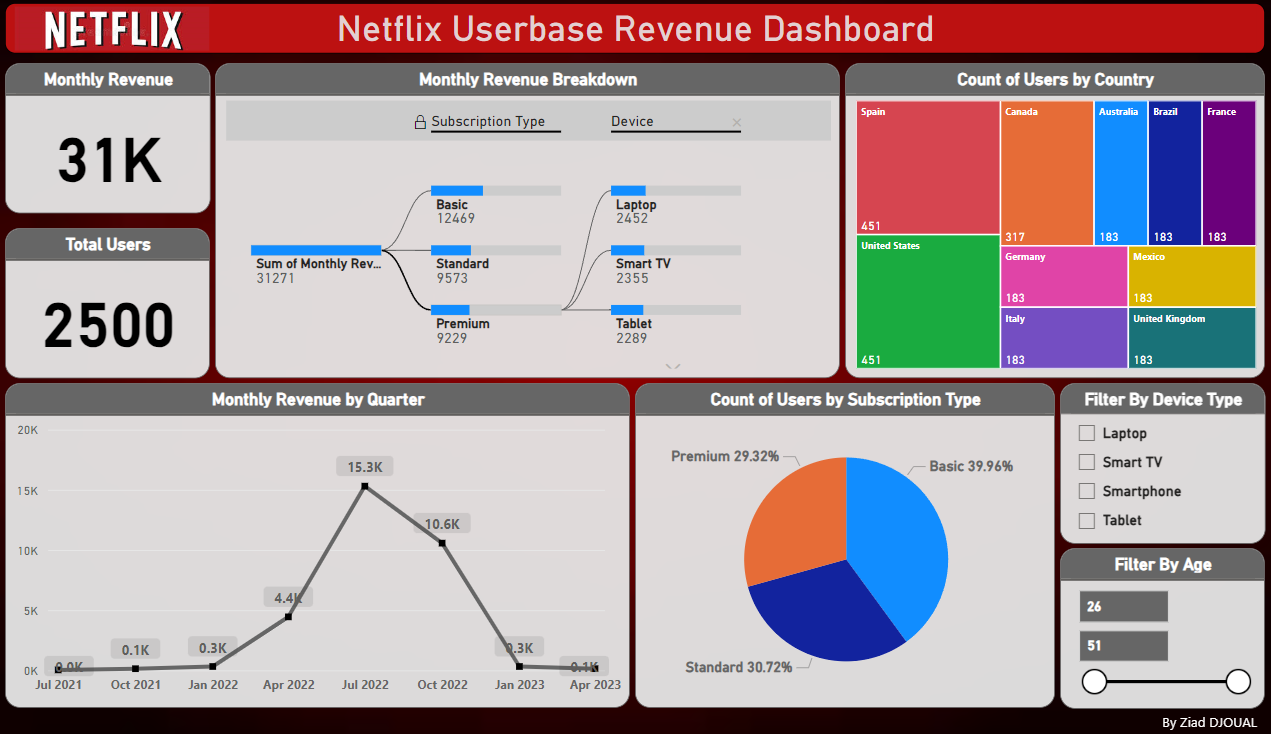 NETFLIX
Netflix Userbase Revenue Dashboard
Monthly Revenue
31K
Total Users
2500
Monthly Revenue Breakdown
Subscription Type
Device
Sum of Monthly Rev...
31271
Basic
12469
Standard
9573
Premium
9229
Laptop
2452
Smart TV
2355
Tablet
2289
Count of Users by Country
Spain
451
United States
451
Canada
317
Australia
183
Brazil
183
France
183
Germany
183
Mexico
183
Italy
183
United Kingdom
183
Monthly Revenue by Quarter
20K
15K
10K
5K
0K
0.0K
0.1K
0.3K
4.4K
15.3K
10.6K
0.3K
0.1K
Jul 2021
Oct 2021
Jan 2022
Apr 2022
Jul 2022
Oct 2022
Jan 2023
Apr 2023
Count of Users by Subscription Type
Premium 29.32%
Basic 39.96%
Standard 30.72%
Filter By Device Type
Laptop
Smart TV
Smartphone
Tablet
Filter By Age
26
51
By Ziad DJOUAL